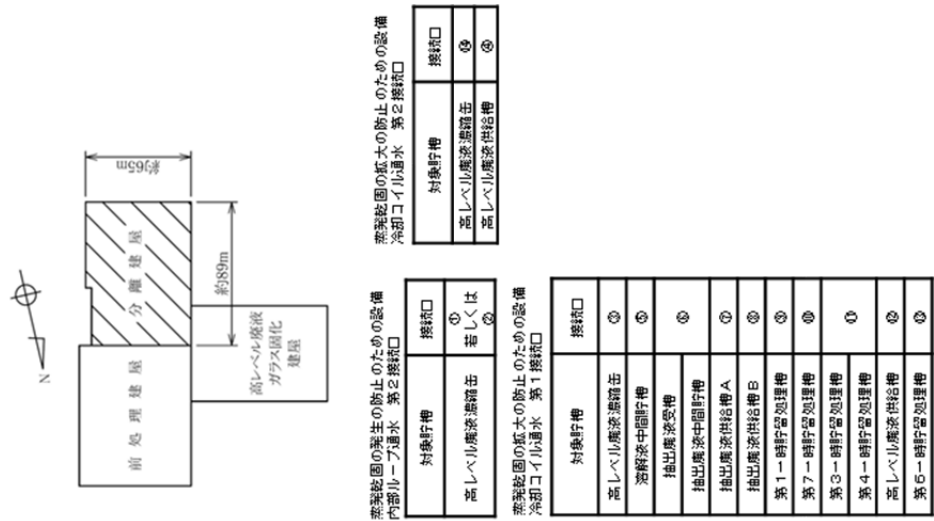 N
前処理建屋
分離建屋
約65m
約89m
高レベル廃液
ガラス固化
建屋
蒸発乾固の発生の防止のための設備
内部ループ通水 第2接続口
対象貯槽 接続口
高レベル廃液濃縮缶 ①
若しくは
②
蒸発乾固の拡大の防止のための設備
冷却コイル通水 第2接続口
対象貯槽 接続口
高レベル廃液濃縮缶 ⑭
高レベル廃液供給槽 ④
蒸発乾固の拡大の防止のための設備
冷却コイル通水 第1接続口
対象貯槽 接続口
高レベル廃液濃縮缶 ③
溶解液中間貯槽 ⑤
抽出廃液受槽 ⑥
抽出廃液中間貯槽
抽出廃液供給槽A ⑦
抽出廃液供給槽B ⑧
第1一時貯留処理槽 ⑨
第7一時貯留処理槽 ⑩
第3一時貯留処理槽 ⑪
第4一時貯留処理槽
高レベル廃液供給槽 ⑫
第6一時貯留処理槽 ⑬